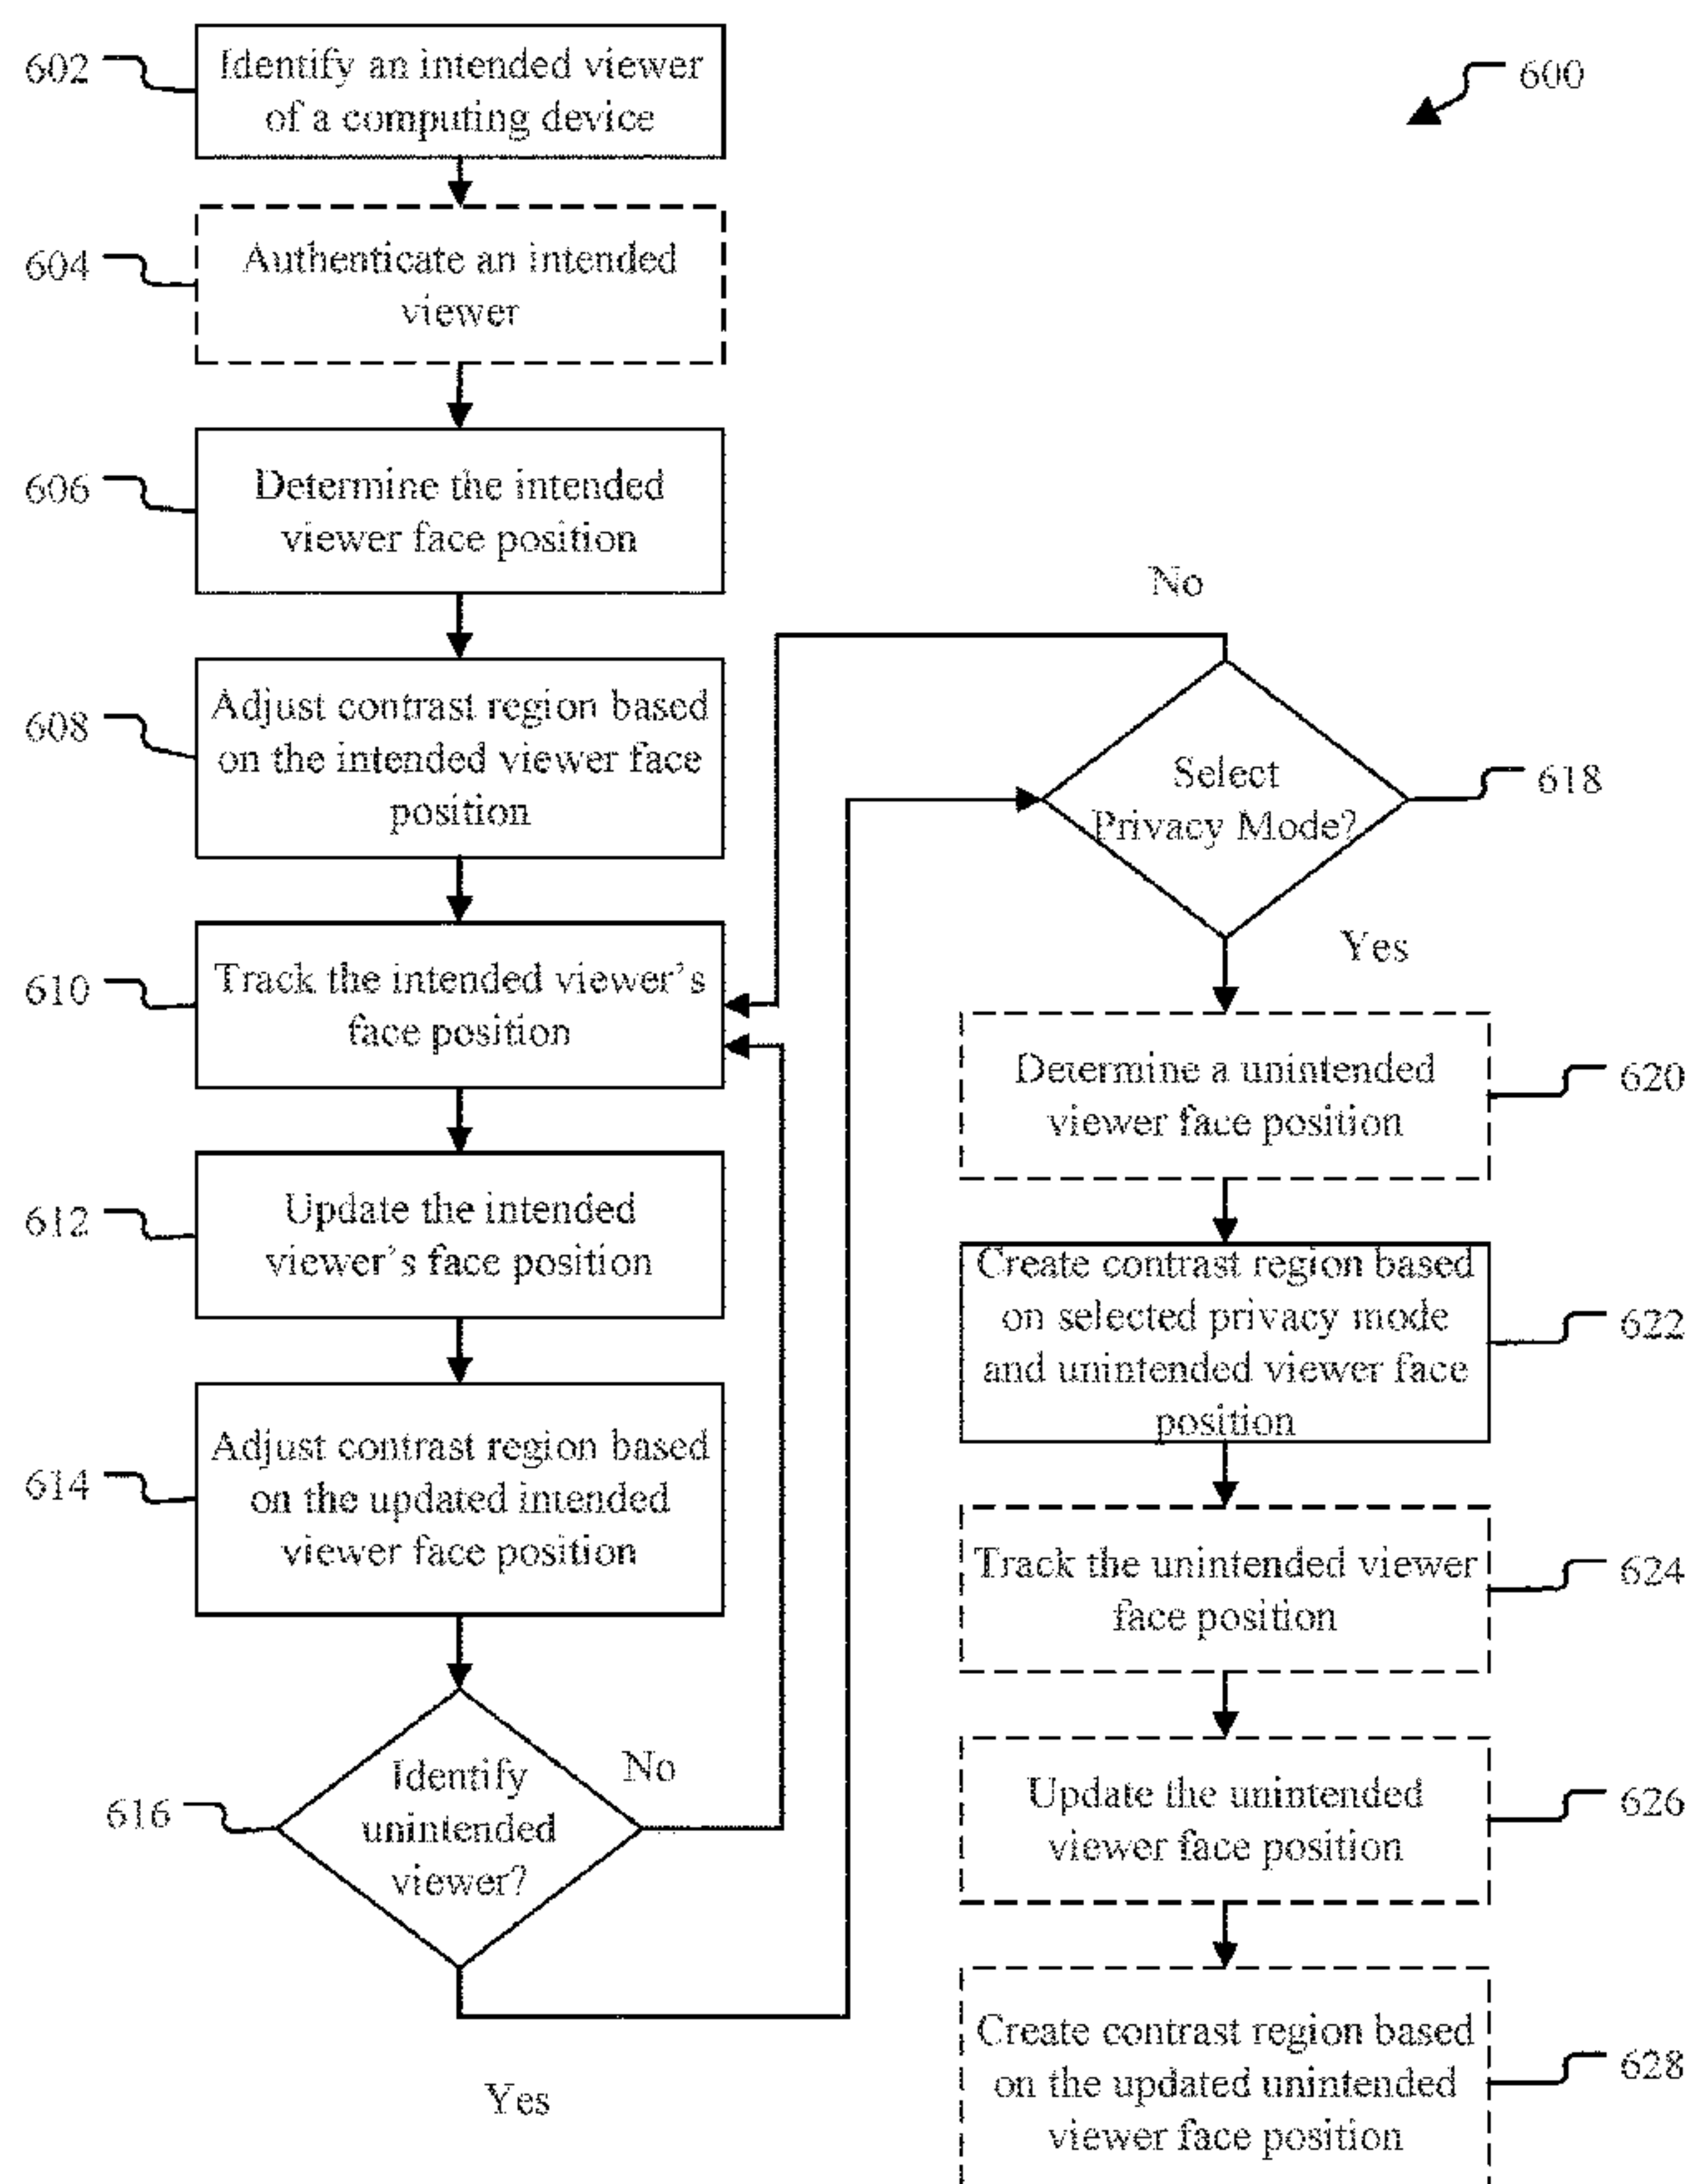 602
Identify an intended viewer
of a computing device
600
604
Authenticate an intended
viewer
606
Determine the intended
viewer face position
608
Adjust contrast region based
on the intended viewer face
position
610
Track the intended viewer's
face position
612
Update the intended
viewer's face position
614
Adjust contrast region based
on the updated intended
viewer face position
616
Identify
unintended
viewer?
No
Yes
No
Select
Privacy Mode?
618
Yes
Determine a unintended
viewer face position
620
Create contrast region based
on selected privacy mode
and unintended viewer face
position
622
Track the unintended viewer
face position
624
Update the unintended
viewer face position
626
Create contrast region based
on the updated unintended
viewer face position
628